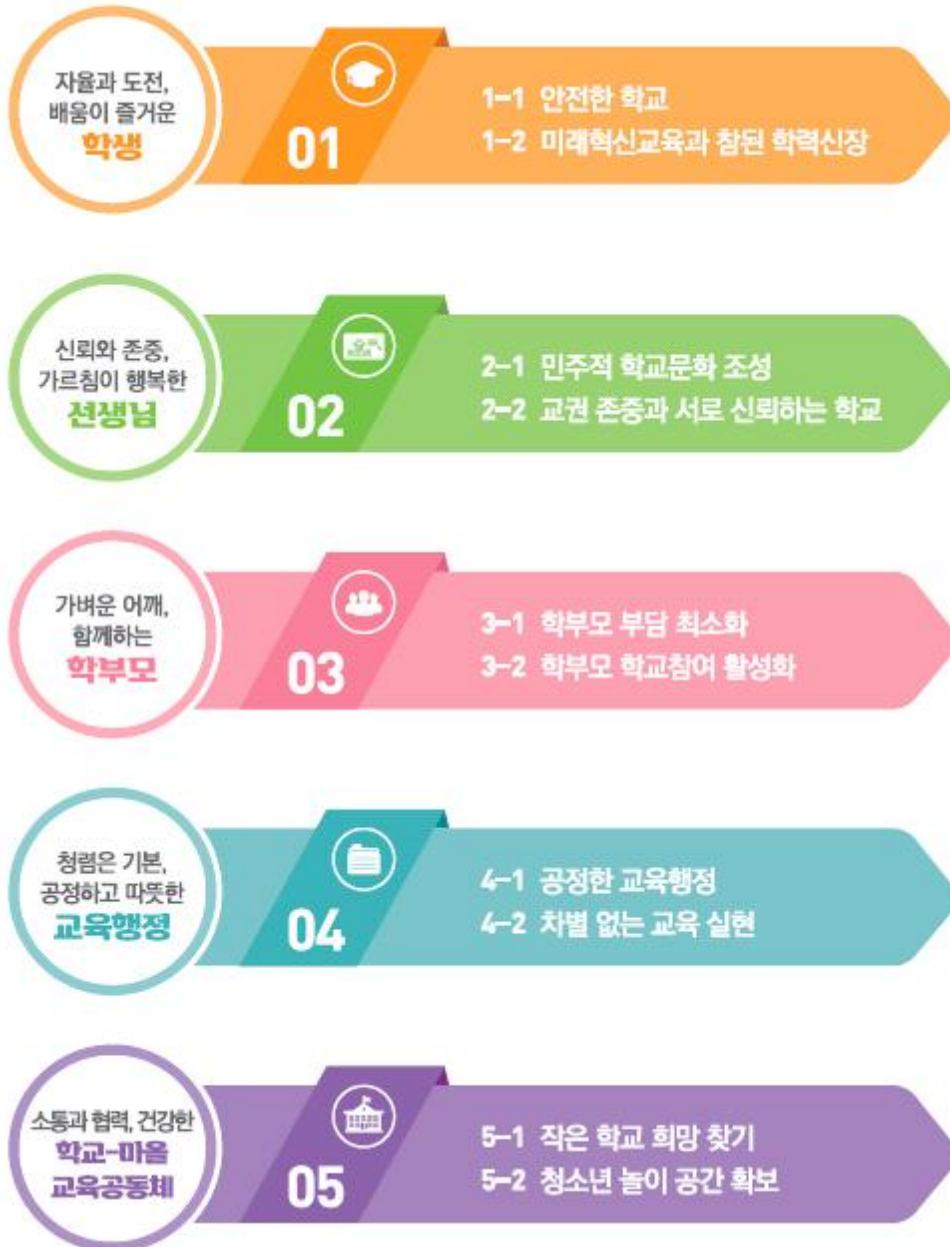 자율과 도전,
배움이 즐거운
학생
01
1-1 안전한 학교
1-2 미래혁신교육과 참된 학력신장
신뢰와 존중,
가르침이 행복한
선생님
02
2-1 민주적 학교문화 조성
2-2 교권 존중과 서로 신뢰하는 학교
가벼운 어깨,
함께하는
학부모
03
3-1 학부모 부담 최소화
3-2 학부모 학교참여 활성화
청렴은 기본,
공정하고 따뜻한
교육행정
04
4-1 공정한 교육행정
4-2 차별 없는 교육 실현
소통과 협력, 건강한
학교-마을
교육공동체
05
5-1 작은 학교 희망 찾기
5-2 청소년 놀이 공간 확보